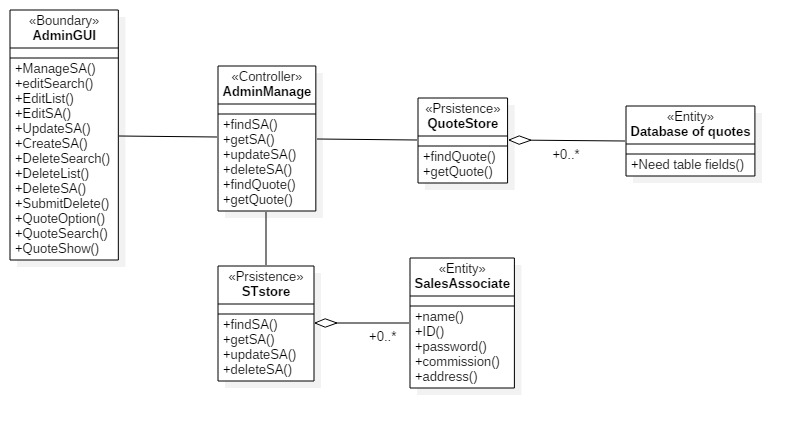 «Boundary»
AdminGUI
+ManageSA()
+editSearch()
+EditList()
+EditSA()
+UpdateSA()
+CreateSA()
+DeleteSearch()
+DeleteList()
+DeleteSA()
+SubmitDelete()
+QuoteOption()
+QuoteSearch()
+QuoteShow()
«Controller»
AdminManage
+findSA()
+getSA()
+updateSA()
+deleteSA()
+findQuote()
+getQuote()
«Prsistence»
QuoteStore
+findQuote()
+getQuote()
+0..*
«Entity»
Database of quotes
+Need table fields()
«Prsistence»
STstore
+findSA()
+getSA()
+updateSA()
+deleteSA()
+0..*
«Entity»
SalesAssociate
+name()
+ID()
+password()
+commission()
+address()